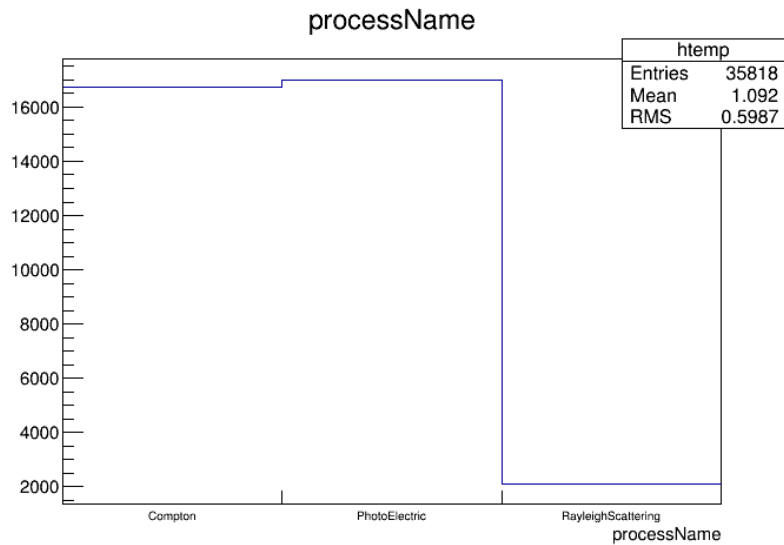 processName
htemp
Entries 35818
Mean 1.092
RMS 0.5987
16000
14000
12000
10000
8000
6000
4000
2000
Compton PhotoElectric RayleighScattering
processName